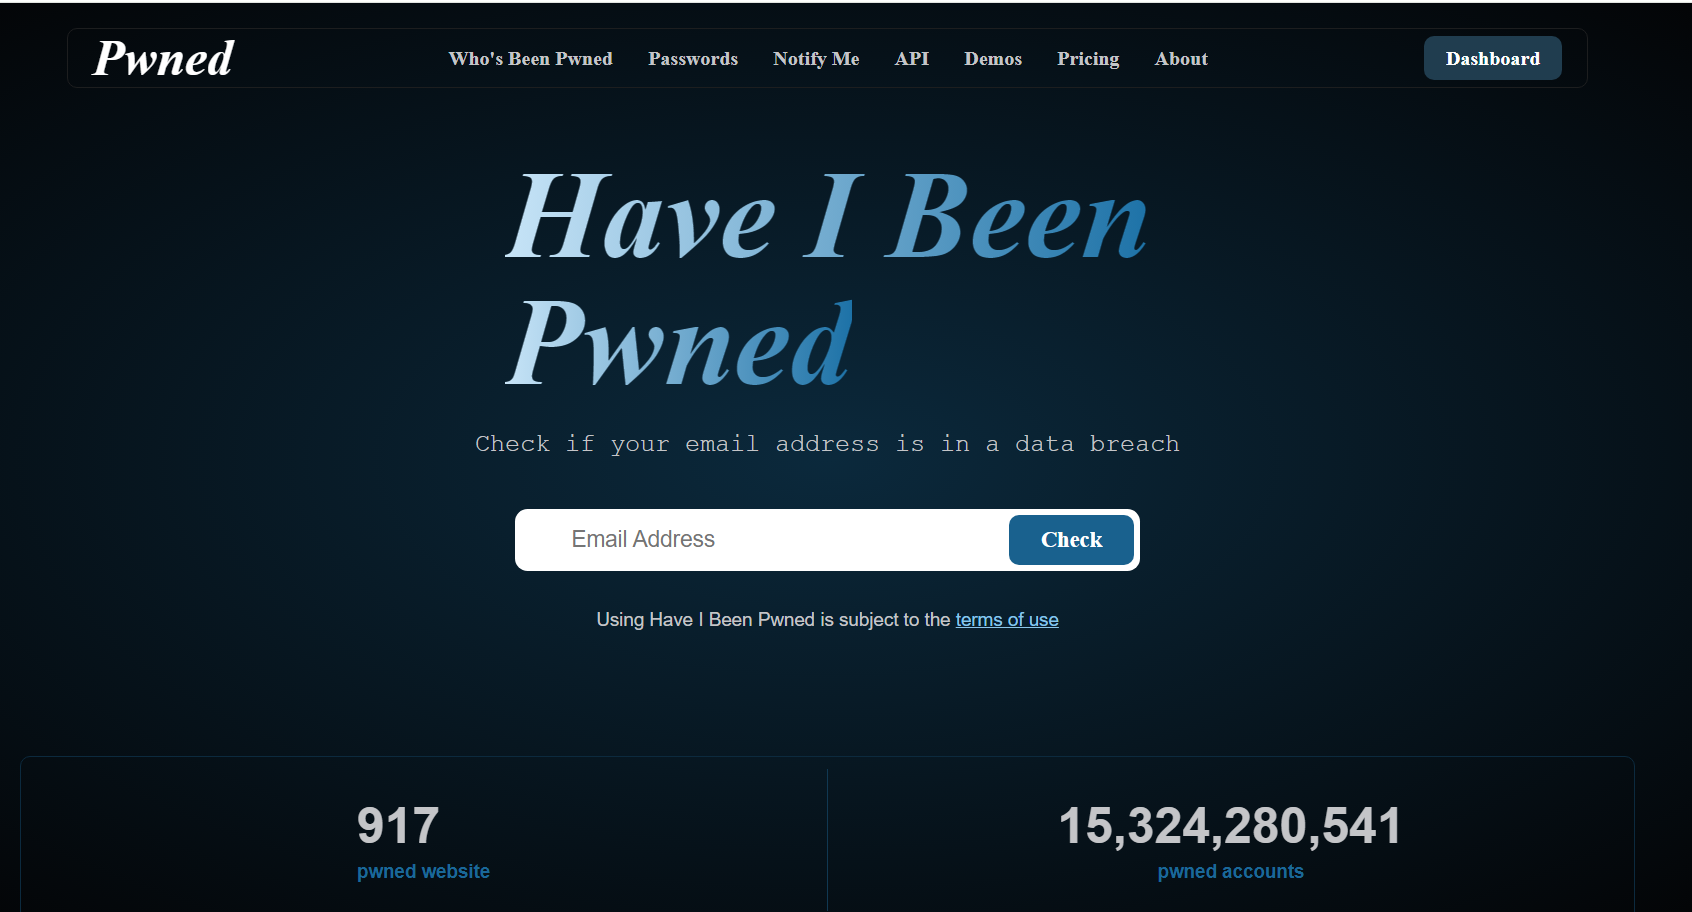 Pwned
Who's Been Pwned Passwords Notify Me API Demos Pricing About
Dashboard
Have I Been
Pwned
Check if your email address is in a data breach
Email Address
Check
Using Have I Been Pwned is subject to the terms of use
917
pwned website
15,324,280,541
pwned accounts